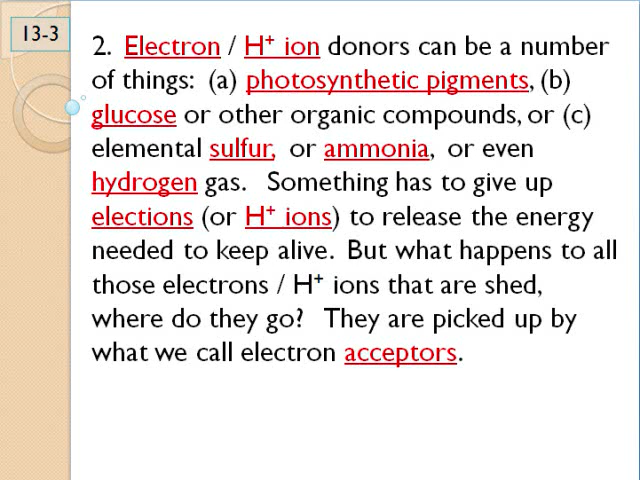 13-3
2. Electron / H⁺ ion donors can be a number
of things: (a) photosynthetic pigments, (b)
glucose or other organic compounds, or (c)
elemental sulfur, or ammonia, or even
hydrogen gas. Something has to give up
elections (or H⁺ ions) to release the energy
needed to keep alive. But what happens to all
those electrons / H⁺ ions that are shed,
where do they go? They are picked up by
what we call electron acceptors.